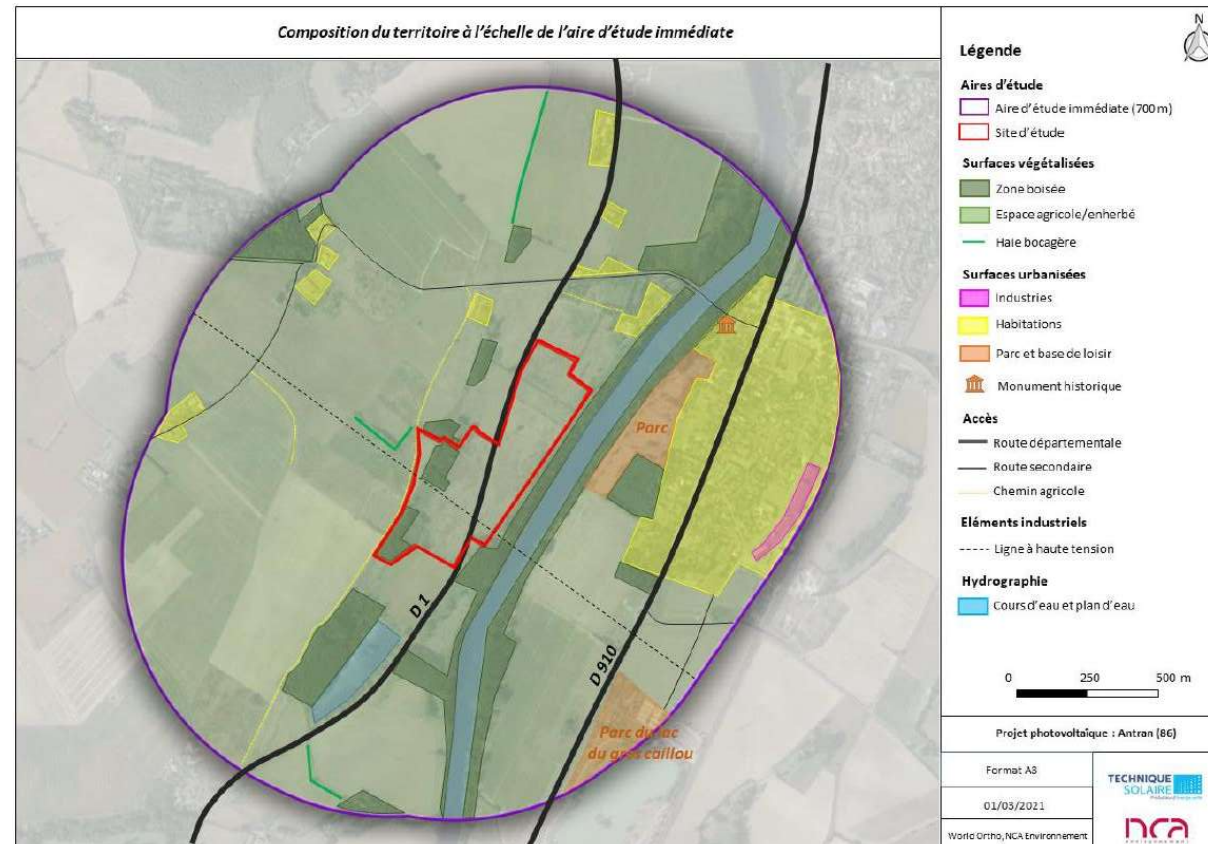 Composition du territoire à l'échelle de l'aire d'étude immédiate
N
Légende
Aires d'étude
Aire d'étude immédiate (700 m)
Site d'étude
Surfaces végétalisées
Zone boisée
Espace agricole/enherbé
Haie bocagère
Surfaces urbanisées
Industries
Habitations
Parc et base de loisir
Monument historique
Accès
Route départementale
Route secondaire
Chemin agricole
Eléments industriels
Ligne à haute tension
Hydrographie
Cours d'eau et plan d'eau
0 250 500 m
Projet photovoltaïque : Antran (86)
Format A3
01/03/2021
World Ortho, NCA Environnement
TECHNIQUE
SOLAIRE
nca
environnement
Parc
D 1
D 910
Parc du lac
du gros caillou